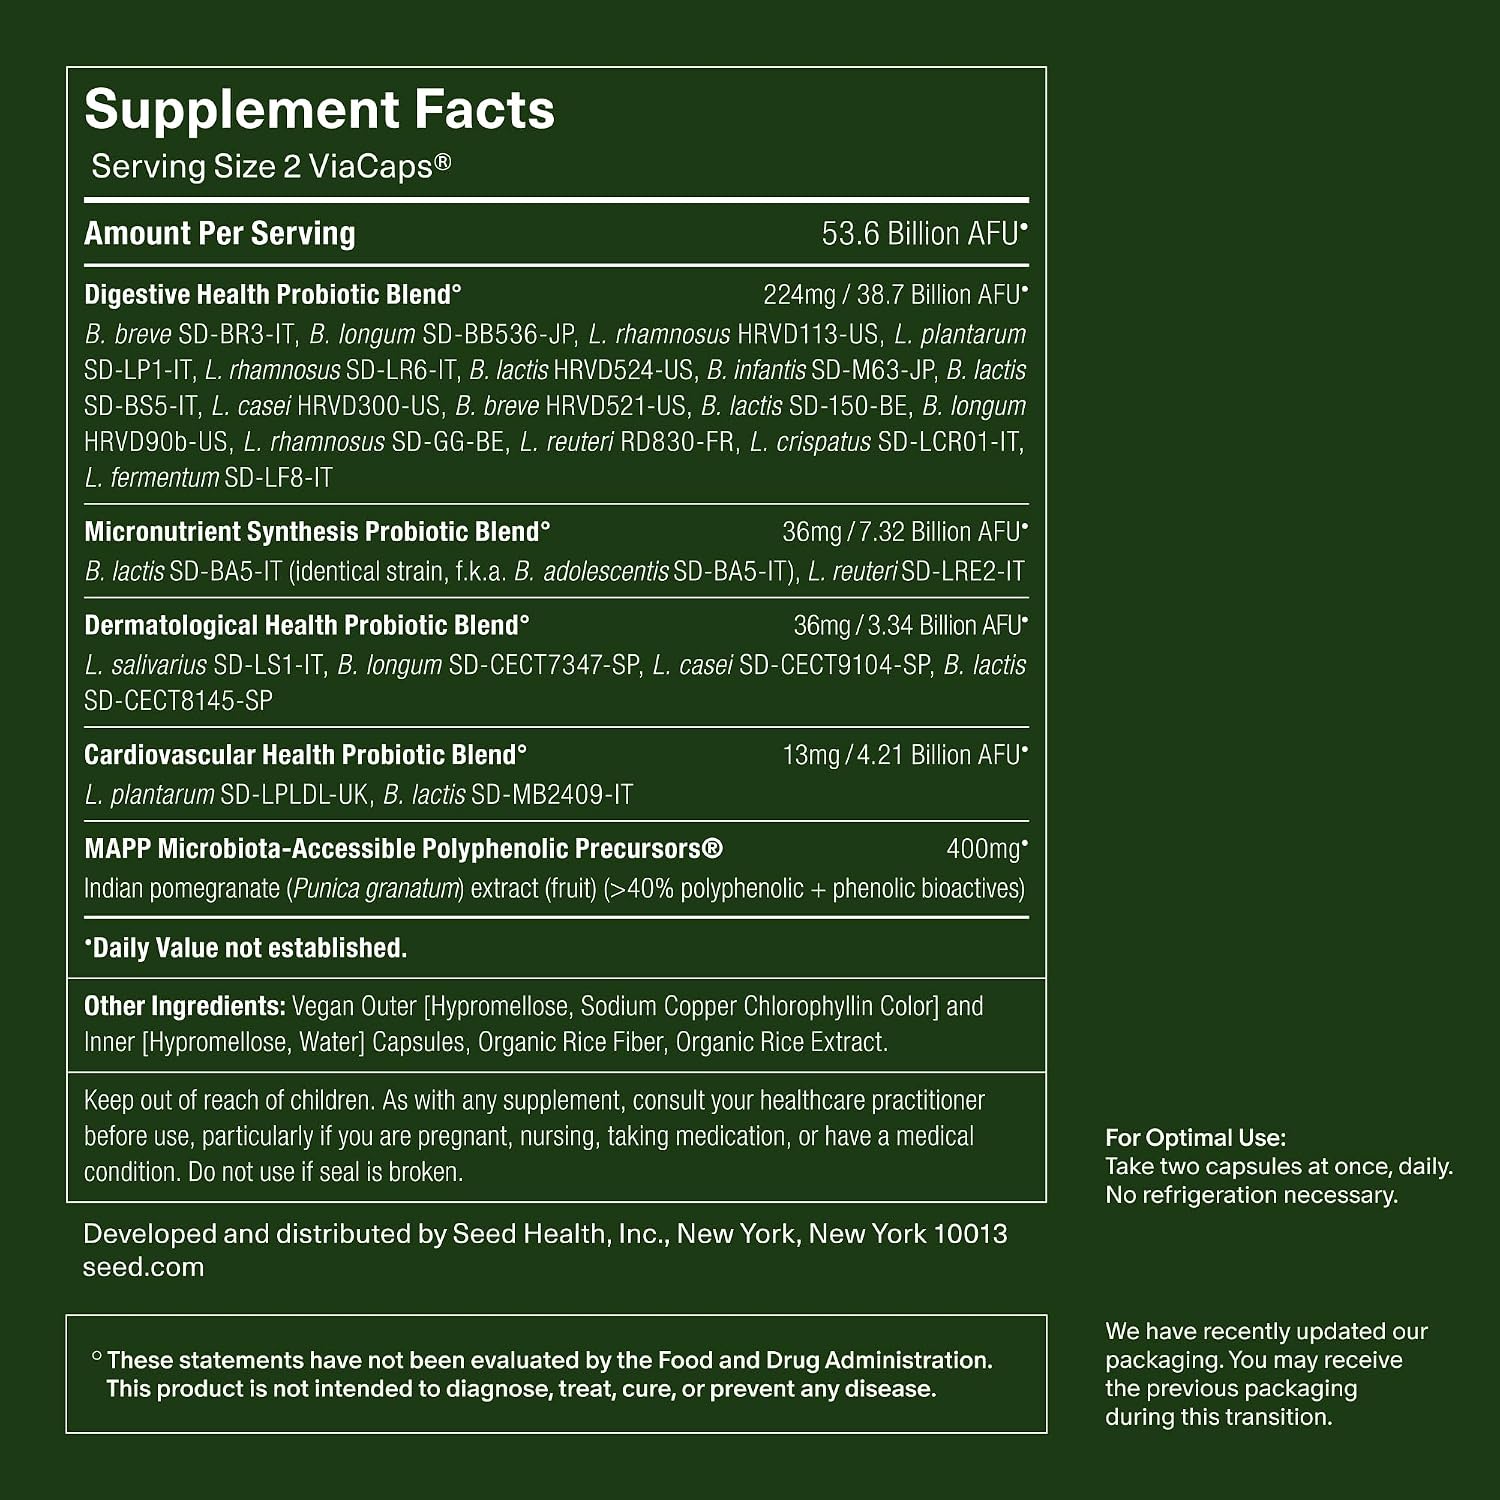 Supplement Facts
Serving Size 2 ViaCaps®
Amount Per Serving 53.6 Billion AFU•
Digestive Health Probiotic Blend° 224mg / 38.7 Billion AFU•
B. breve SD-BR3-IT, B. longum SD-BB536-JP, L. rhamnosus HRVD113-US, L. plantarum
SD-LP1-IT, L. rhamnosus SD-LR6-IT, B. lactis HRVD524-US, B. infantis SD-M63-JP, B. lactis
SD-BS5-IT, L. casei HRVD300-US, B. breve HRVD521-US, B. lactis SD-150-BE, B. longum
HRVD90b-US, L. rhamnosus SD-GG-BE, L. reuteri RD830-FR, L. crispatus SD-LCR01-IT,
L. fermentum SD-LF8-IT
Micronutrient Synthesis Probiotic Blend° 36mg / 7.32 Billion AFU•
B. lactis SD-BA5-IT (identical strain, f.k.a. B. adolescentis SD-BA5-IT), L. reuteri SD-LRE2-IT
Dermatological Health Probiotic Blend° 36mg / 3.34 Billion AFU•
L. salivarius SD-LS1-IT, B. longum SD-CECT7347-SP, L. casei SD-CECT9104-SP, B. lactis
SD-CECT8145-SP
Cardiovascular Health Probiotic Blend° 13mg / 4.21 Billion AFU•
L. plantarum SD-LPLDL-UK, B. lactis SD-MB2409-IT
MAPP Microbiota-Accessible Polyphenolic Precursors® 400mg•
Indian pomegranate (Punica granatum) extract (fruit) (>40% polyphenolic + phenolic bioactives)
•Daily Value not established.
Other Ingredients: Vegan Outer [Hypromellose, Sodium Copper Chlorophyllin Color] and
Inner [Hypromellose, Water] Capsules, Organic Rice Fiber, Organic Rice Extract.
Keep out of reach of children. As with any supplement, consult your healthcare practitioner
before use, particularly if you are pregnant, nursing, taking medication, or have a medical
condition. Do not use if seal is broken.
Developed and distributed by Seed Health, Inc., New York, New York 10013
seed.com
° These statements have not been evaluated by the Food and Drug Administration.
This product is not intended to diagnose, treat, cure, or prevent any disease.
For Optimal Use:
Take two capsules at once, daily.
No refrigeration necessary.
We have recently updated our
packaging. You may receive
the previous packaging
during this transition.